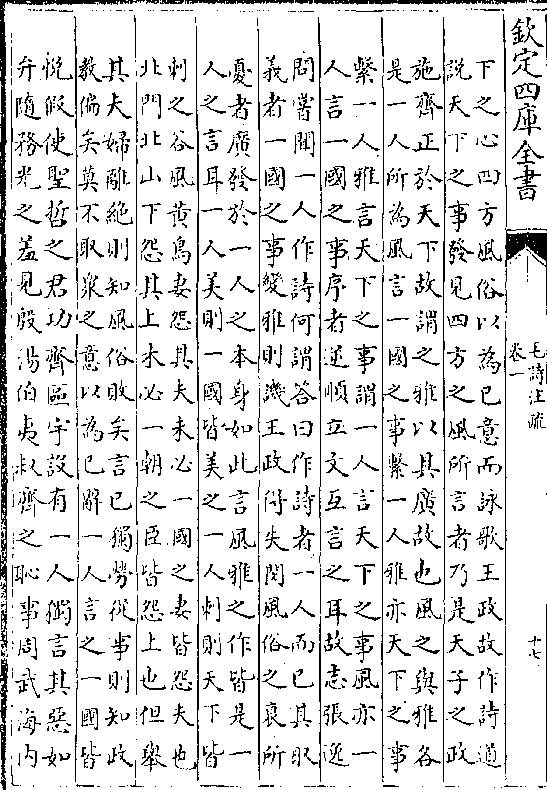 欽定四庫全書
毛詩注疏
卷一
十七
下之心四方風俗以為己意而詠歌王政故作詩道
說天下之事發見四方之風所言者乃是天子之政
施齊正於天下故謂之雅以其廣故也風之與雅各
是一人所為風言一國之事繫一人雅亦天下之事
繫一人雅言天下之事謂一人言天下之事風亦一
人言一國之事序者逆順立文互言之耳故志張逸
問嘗聞一人作詩何謂答曰作詩者一人而已其取
義者一國之事變雅則譏王政得失閔風俗之衰所
憂者廣發於一人之本身如此言風雅之作皆是一
人之言耳一人美則一國皆美之一人刺則天下皆
刺之谷風黃鳥妻怨其夫未必一國之妻皆怨夫也
北門北山下怨其上未必一朝之臣皆怨上也但舉
其夫婦離絕則知風俗敗矣言己獨勞從事則知政
教偏矣莫不取衆之意以為己辭一人言之一國皆
悅假使聖哲之君功齊區宇設有一人獨言其惡如
弁隨務光之羞見殷湯伯夷叔齊之恥事周武海內